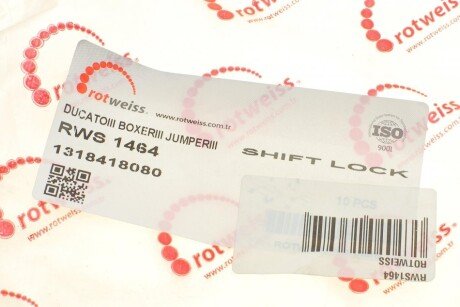 rotweiss®
www.rotweiss.com.tr
DUCATOIII BOXERIII JUMPERIII
RWS 1464
1318418080
SHIFT LOCK
ISO
9001
10 PCS
RWS1464
ROTWEISS
rotweiss
www.rotweiss.com.tr
rotweiss
rotweiss
rotweiss
rotweiss
rotweiss